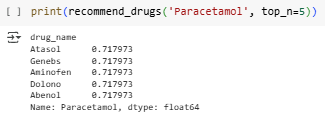 [ ] print(recommend_drugs('Paracetamol', top_n=5))
drug_name
Atasol 0.717973
Genebs 0.717973
Aminofen 0.717973
Dolono 0.717973
Abenol 0.717973
Name: Paracetamol, dtype: float64